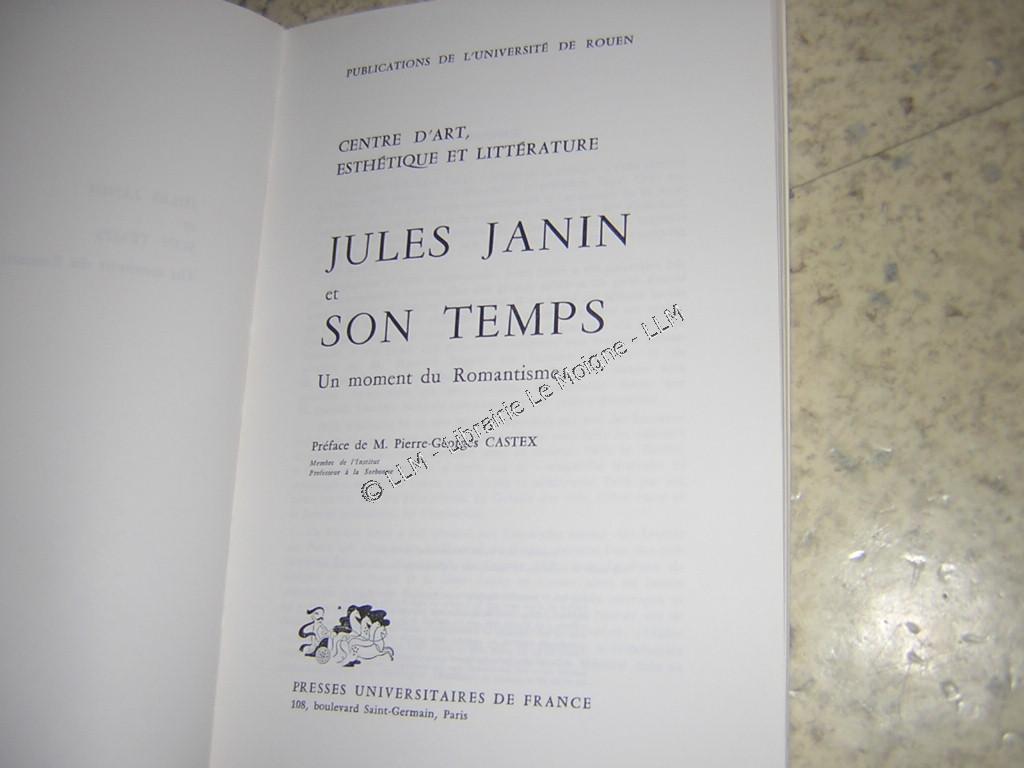 PUBLICATIONS DE L'UNIVERSITÉ DE ROUEN
CENTRE D'ART,
ESTHÉTIQUE ET LITTÉRATURE
JULES JANIN
et
SON TEMPS
Un moment du Romantisme
Préface de M. Pierre-Georges CASTEX
Membre de l'Institut
Professeur à la Sorbonne
© LLM - Librairie Le Moigne - LLM
PRESSES UNIVERSITAIRES DE FRANCE
108, boulevard Saint-Germain, Paris